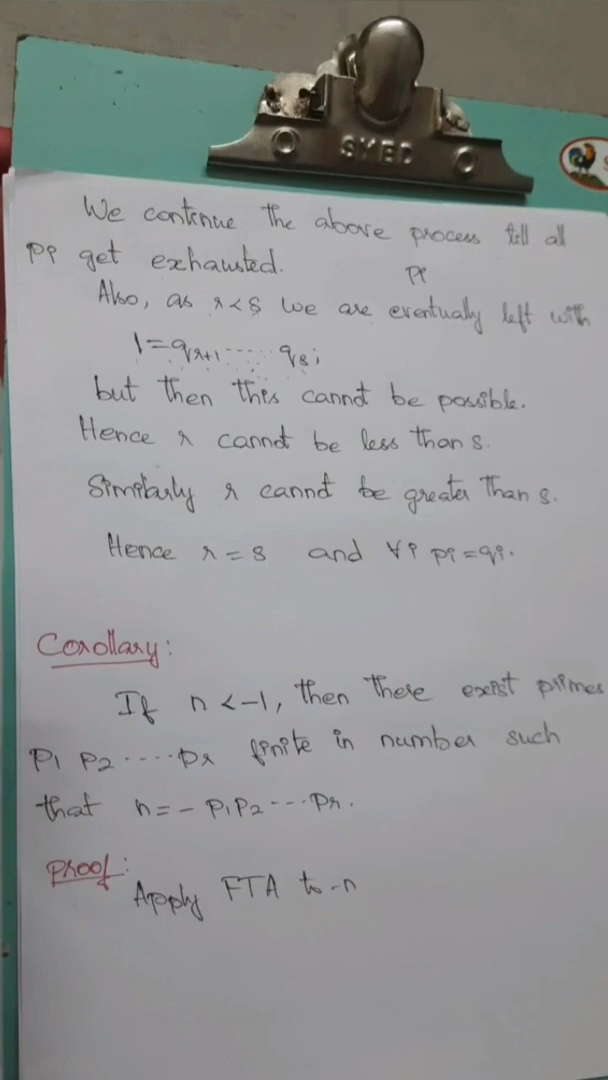 SMED
We continue the above process till all
pi get exhausted.
pi
Also, as r<s we are eventually left with
1=qr+1 ..... qs;
but then this cannot be possible.
Hence r cannot be less than s.
Similarly r cannot be greater than s.
Hence r=s and ∀i pi=qi.
Corollary:
If n<-1, then there exist primes
p1 p2 ..... pr finite in number such
that n=-p1p2---pr.
Proof:
Apply FTA to -n